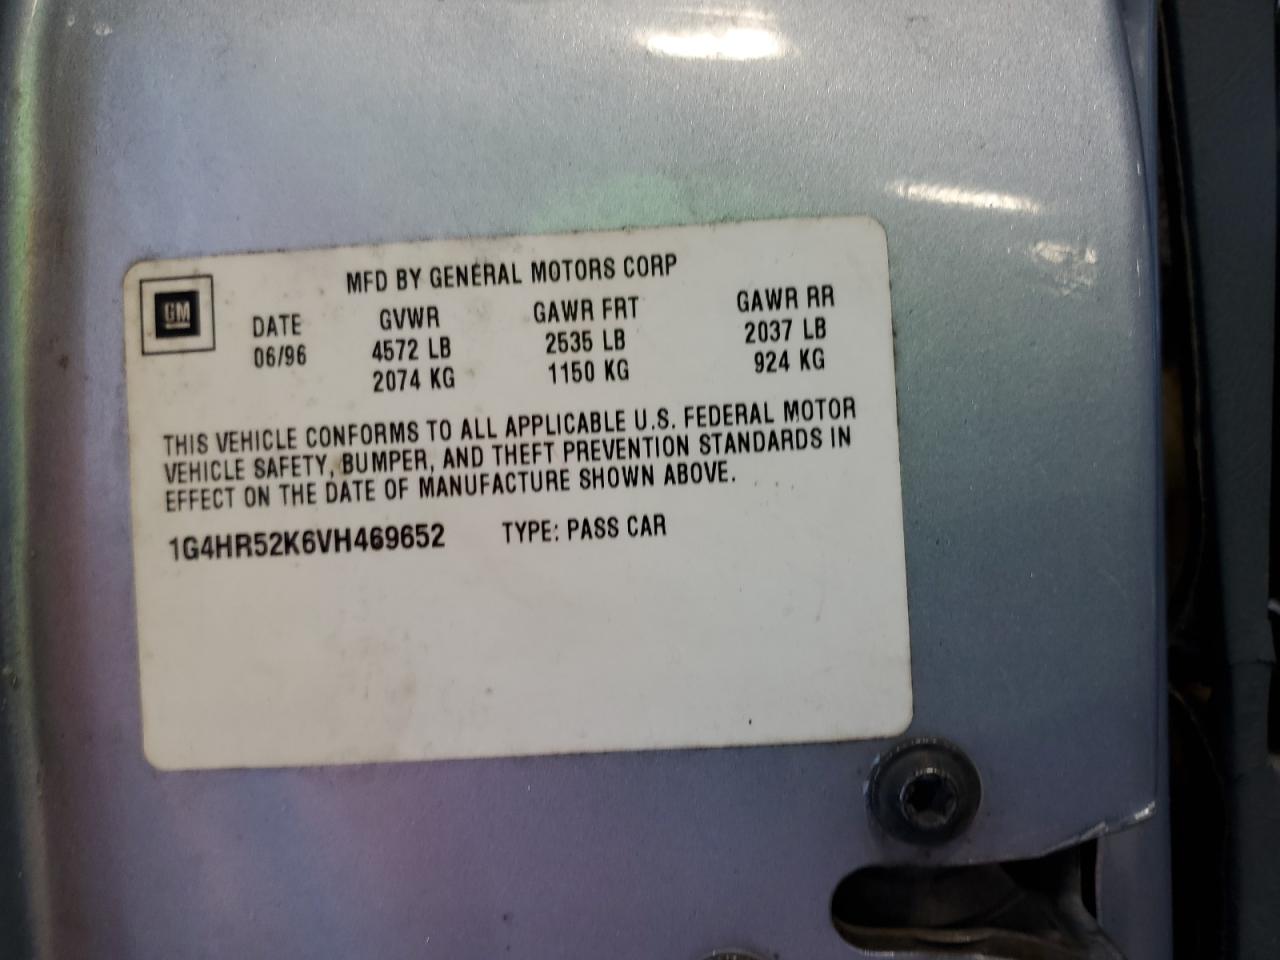 GM
MFD BY GENERAL MOTORS CORP
DATE GVWR GAWR FRT GAWR RR
06/96 4572 LB 2535 LB 2037 LB
2074 KG 1150 KG 924 KG
THIS VEHICLE CONFORMS TO ALL APPLICABLE U.S. FEDERAL MOTOR
VEHICLE SAFETY, BUMPER, AND THEFT PREVENTION STANDARDS IN
EFFECT ON THE DATE OF MANUFACTURE SHOWN ABOVE.
1G4HR52K6VH469652 TYPE: PASS CAR